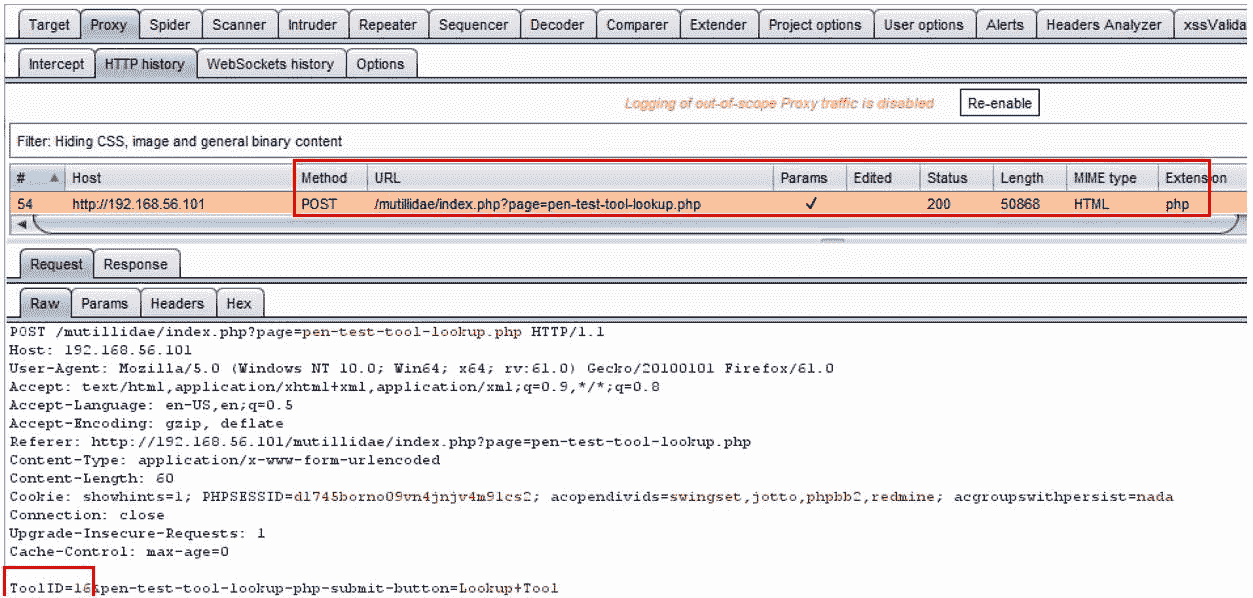 Target Proxy Spider Scanner Intruder Repeater Sequencer Decoder Comparer Extender Project options User options Alerts Headers Analyzer xssValida
Intercept HTTP history WebSockets history Options
Logging of out-of-scope Proxy traffic is disabled Re-enable
Filter: Hiding CSS, image and general binary content
# Host Method URL Params Edited Status Length MIME type Extension
54 http://192.168.56.101 POST /mutillidae/index.php?page=pen-test-tool-lookup.php ✓ 200 50868 HTML php
Request Response
Raw Params Headers Hex
POST /mutillidae/index.php?page=pen-test-tool-lookup.php HTTP/1.1
Host: 192.168.56.101
User-Agent: Mozilla/5.0 (Windows NT 10.0; Win64; x64; rv:61.0) Gecko/20100101 Firefox/61.0
Accept: text/html,application/xhtml+xml,application/xml;q=0.9,*/*;q=0.8
Accept-Language: en-US,en;q=0.5
Accept-Encoding: gzip, deflate
Referer: http://192.168.56.101/mutillidae/index.php?page=pen-test-tool-lookup.php
Content-Type: application/x-www-form-urlencoded
Content-Length: 60
Cookie: showhints=1; PHPSESSID=dl745borno09vn4jnjv4m9lcs2; acopendivids=swingset,jotto,phpbb2,redmine; acgroupswithpersist=nada
Connection: close
Upgrade-Insecure-Requests: 1
Cache-Control: max-age=0
ToolID=16&pen-test-tool-lookup-php-submit-button=Lookup+Tool